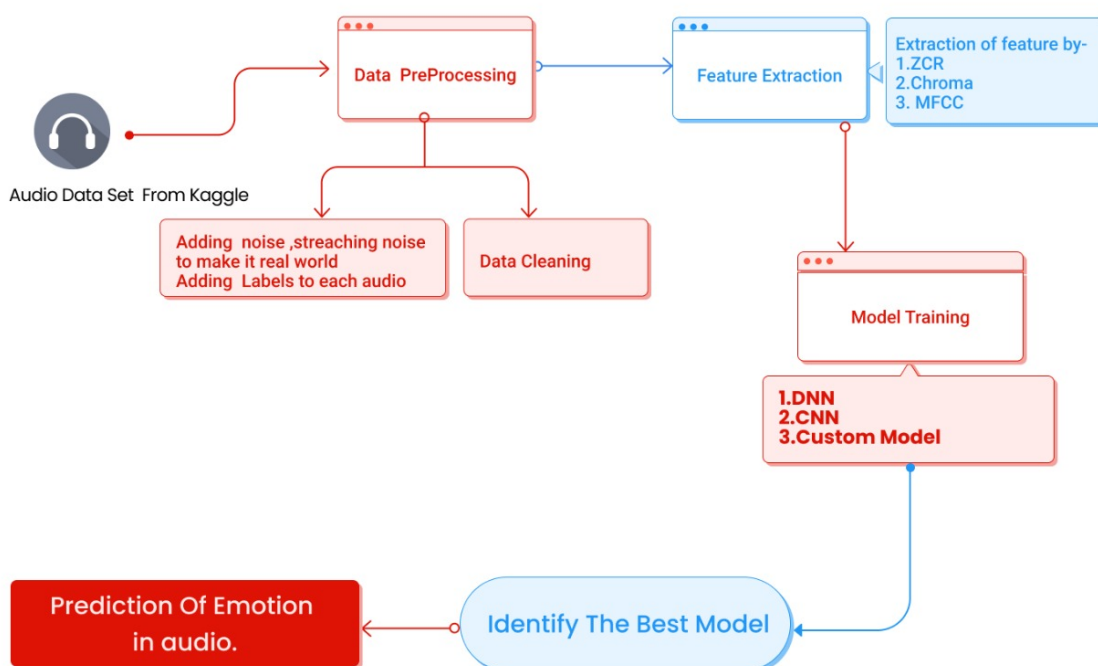 Data PreProcessing
Feature Extraction
Extraction of feature by-
1.ZCR
2.Chroma
3. MFCC
Audio Data Set From Kaggle
Adding noise ,streaching noise
to make it real world
Adding Labels to each audio
Data Cleaning
Model Training
1.DNN
2.CNN
3.Custom Model
Identify The Best Model
Prediction Of Emotion
in audio.